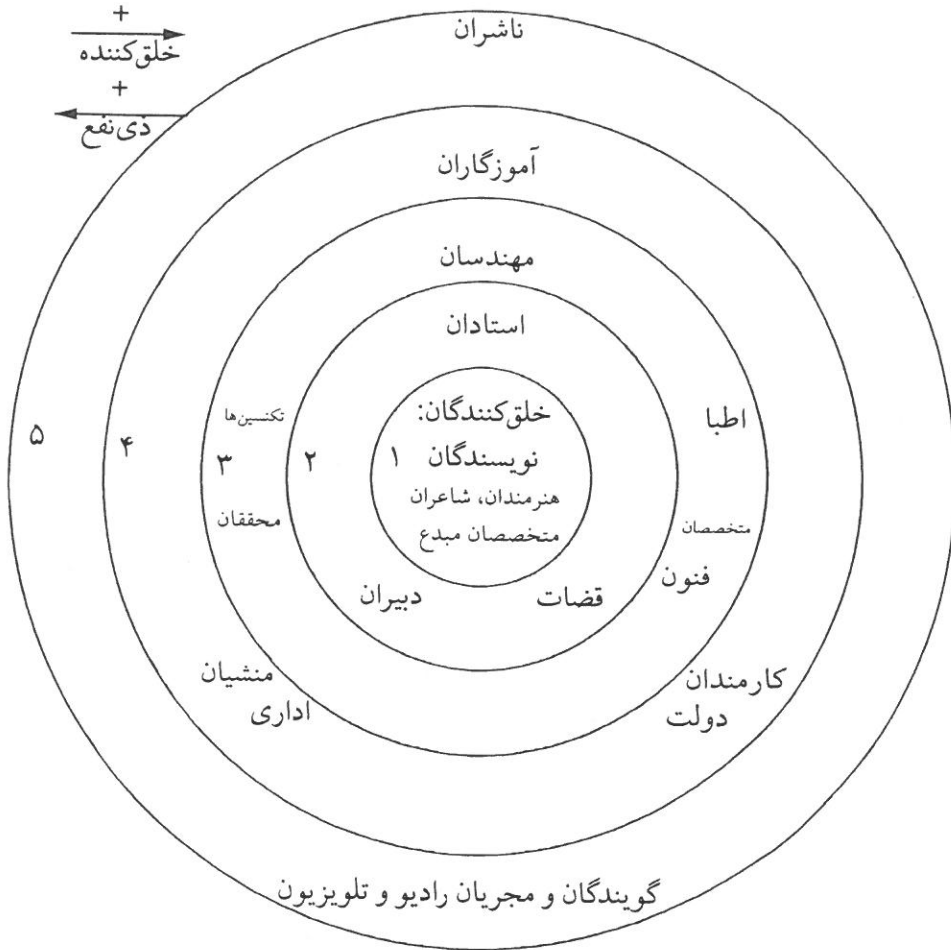 +
خلق‌کننده
+
ذی‌نفع
ناشران
آموزگاران
مهندسان
استادان
خلق‌کنندگان:
نویسندگان
هنرمندان، شاعران
متخصصان مبدع
۱
۲
۳
۴
۵
تکنسین‌ها
محققان
اطبا
متخصصان
فنون
دبیران
قضات
منشیان
اداری
کارمندان
دولت
گویندگان و مجریان رادیو و تلویزیون